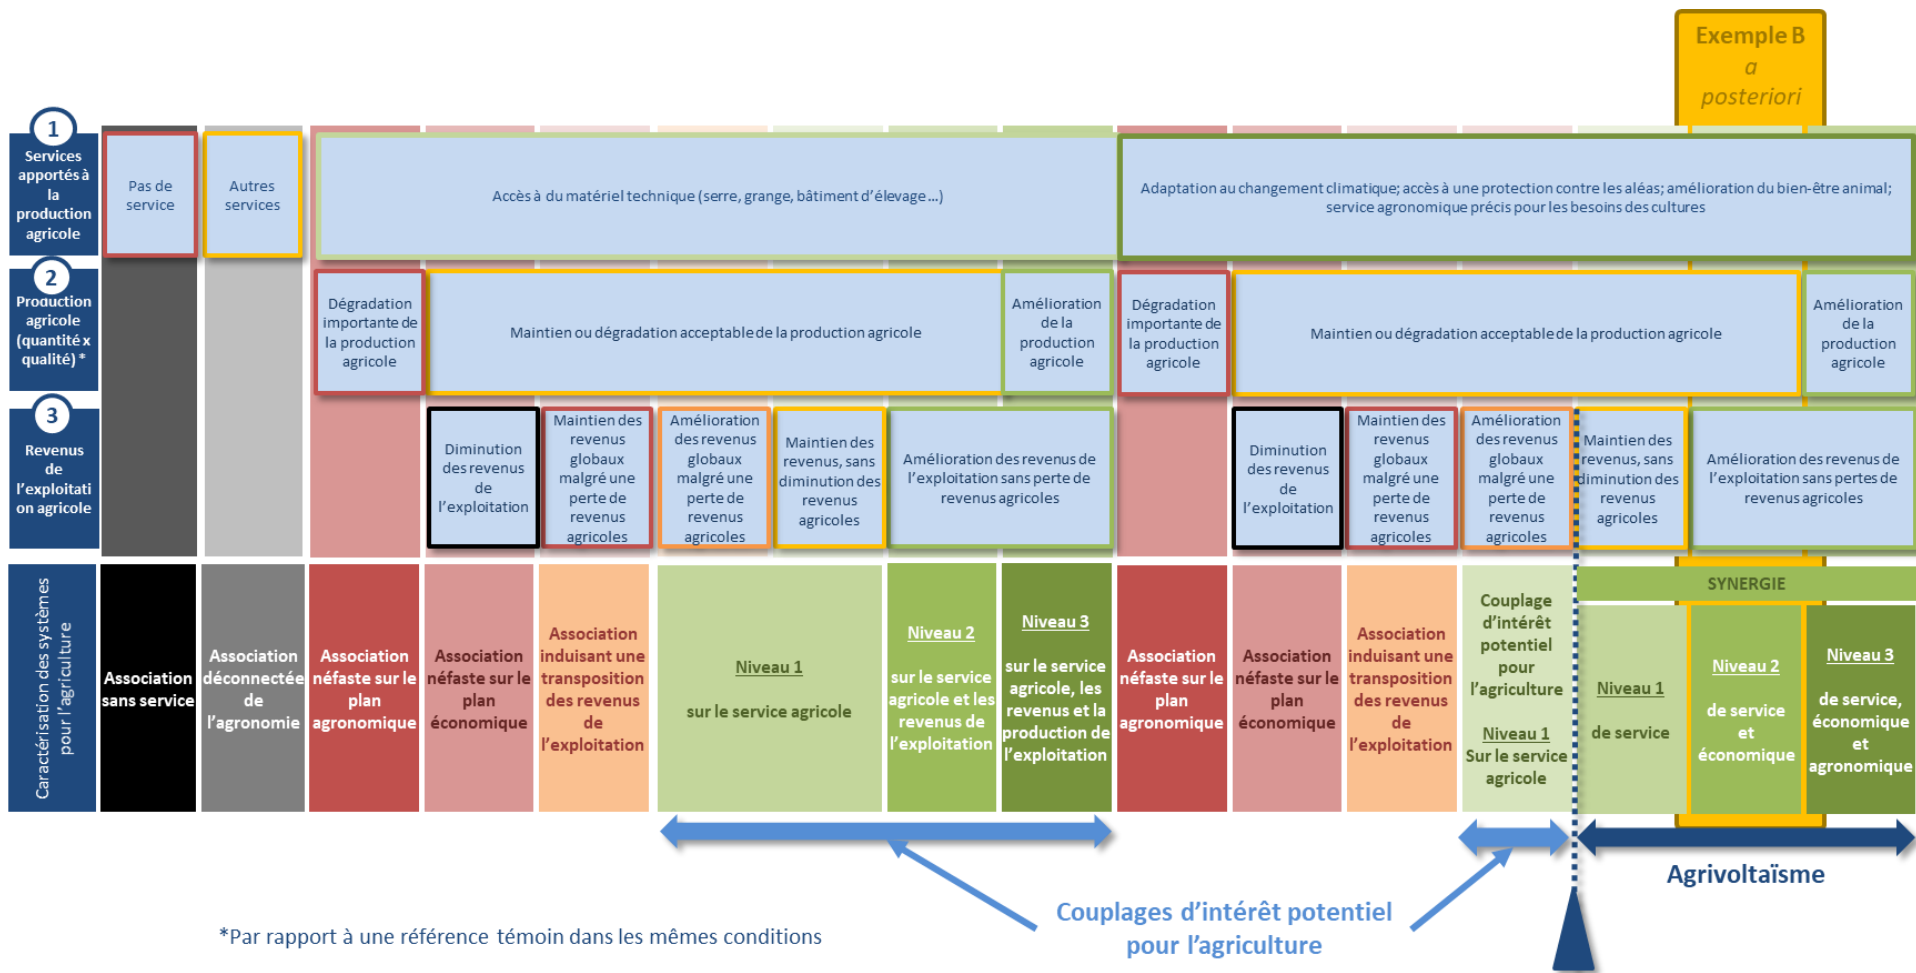 Exemple B
a
posteriori
1
Services
apportés à
la
production
agricole
Pas de
service
Autres
services
Accès à du matériel technique (serre, grange, bâtiment d'élevage ...)
Adaptation au changement climatique; accès à une protection contre les aléas; amélioration du bien-être animal;
service agronomique précis pour les besoins des cultures
2
Production
agricole
(quantité x
qualité) *
Dégradation
importante de
la production
agricole
Maintien ou dégradation acceptable de la production agricole
Amélioration
de la
production
agricole
Dégradation
importante de
la production
agricole
Maintien ou dégradation acceptable de la production agricole
Amélioration
de la
production
agricole
3
Revenus
de
l'exploitati
on agricole
Diminution
des revenus
de
l'exploitation
Maintien des
revenus
globaux
malgré une
perte de
revenus
agricoles
Amélioration
des revenus
globaux
malgré une
perte de
revenus
agricoles
Maintien des
revenus, sans
diminution des
revenus
agricoles
Amélioration des revenus de
l'exploitation sans perte de
revenus agricoles
Diminution
des revenus
de
l'exploitation
Maintien des
revenus
globaux
malgré une
perte de
revenus
agricoles
Amélioration
des revenus
globaux
malgré une
perte de
revenus
agricoles
Maintien des
revenus, sans
diminution des
revenus
agricoles
Amélioration des revenus de
l'exploitation sans pertes de
revenus agricoles
Caractérisation des systèmes
pour l'agriculture
Association
sans service
Association
déconnectée
de
l'agronomie
Association
néfaste sur le
plan
agronomique
Association
néfaste sur le
plan
économique
Association
induisant une
transposition
des revenus
de
l'exploitation
Niveau 1
sur le service agricole
Niveau 2
sur le service
agricole et les
revenus de
l'exploitation
Niveau 3
sur le service
agricole, les
revenus et la
production de
l'exploitation
Association
néfaste sur le
plan
agronomique
Association
néfaste sur le
plan
économique
Association
induisant une
transposition
des revenus
de
l'exploitation
Couplage
d'intérêt
potentiel
pour
l'agriculture
Niveau 1
Sur le service
agricole
SYNERGIE
Niveau 1
de service
Niveau 2
de service
et
économique
Niveau 3
de service,
économique
et
agronomique
Agrivoltaïsme
Couplages d'intérêt potentiel
pour l'agriculture
*Par rapport à une référence témoin dans les mêmes conditions